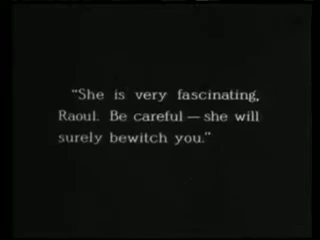 “She is very fascinating,
Raoul. Be careful — she will
surely bewitch you.”